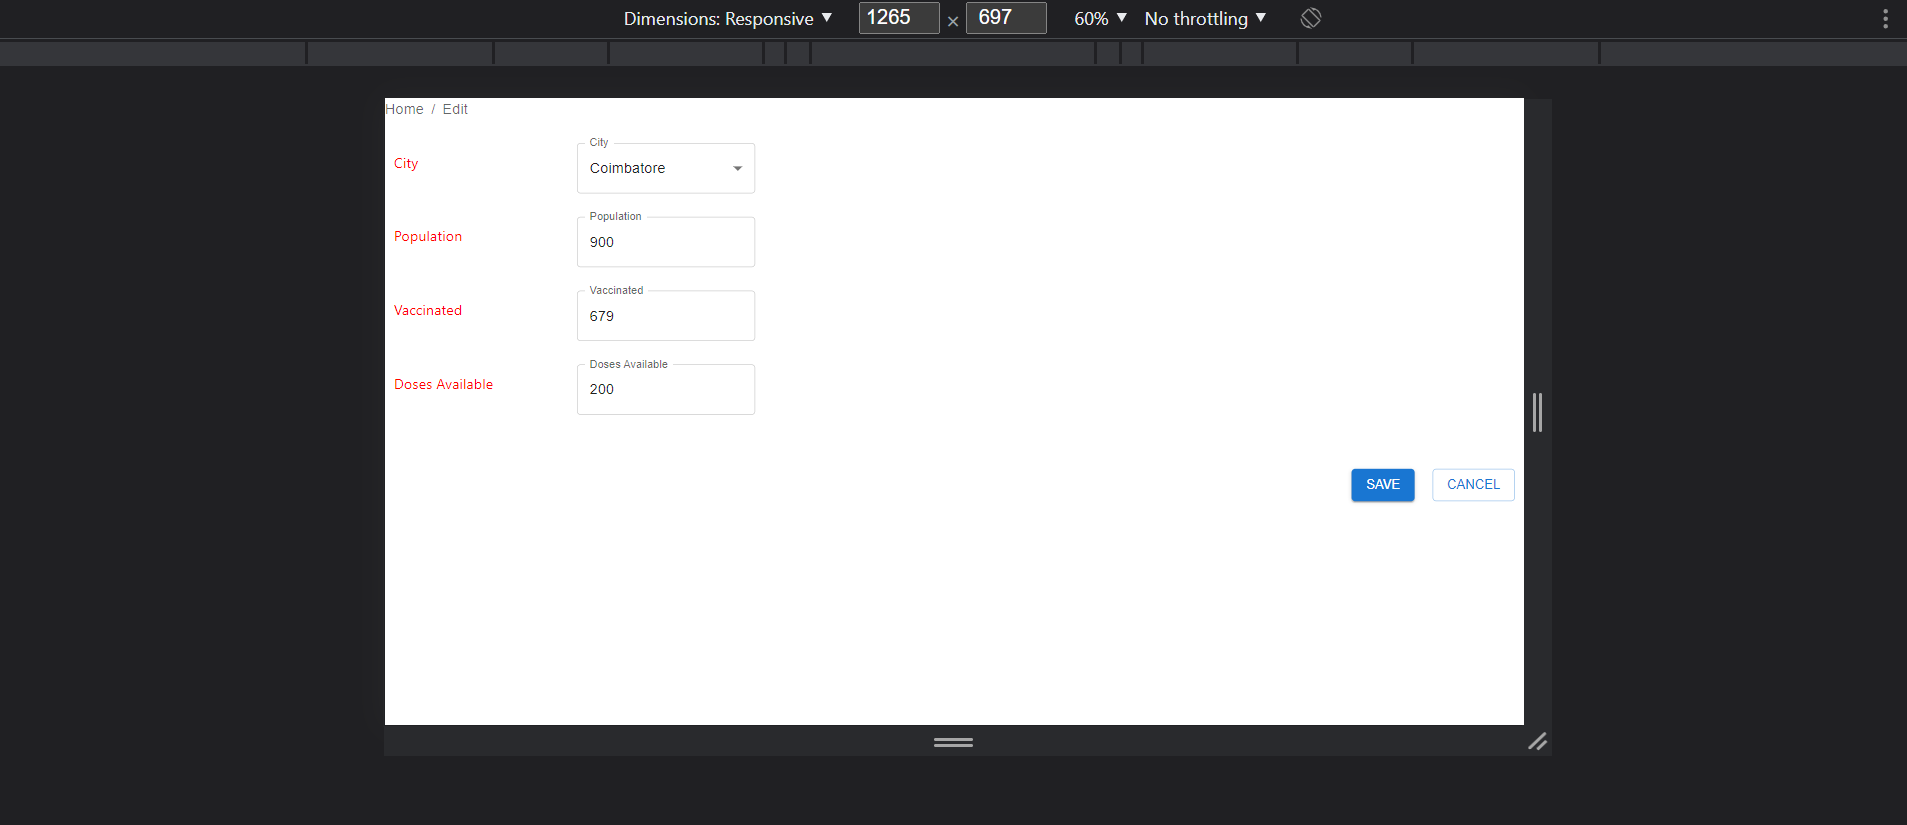 Dimensions: Responsive ▼ 1265 × 697 60% ▼ No throttling ▼
Home / Edit
City
City
Coimbatore
Population
Population
900
Vaccinated
Vaccinated
679
Doses Available
Doses Available
200
SAVE CANCEL